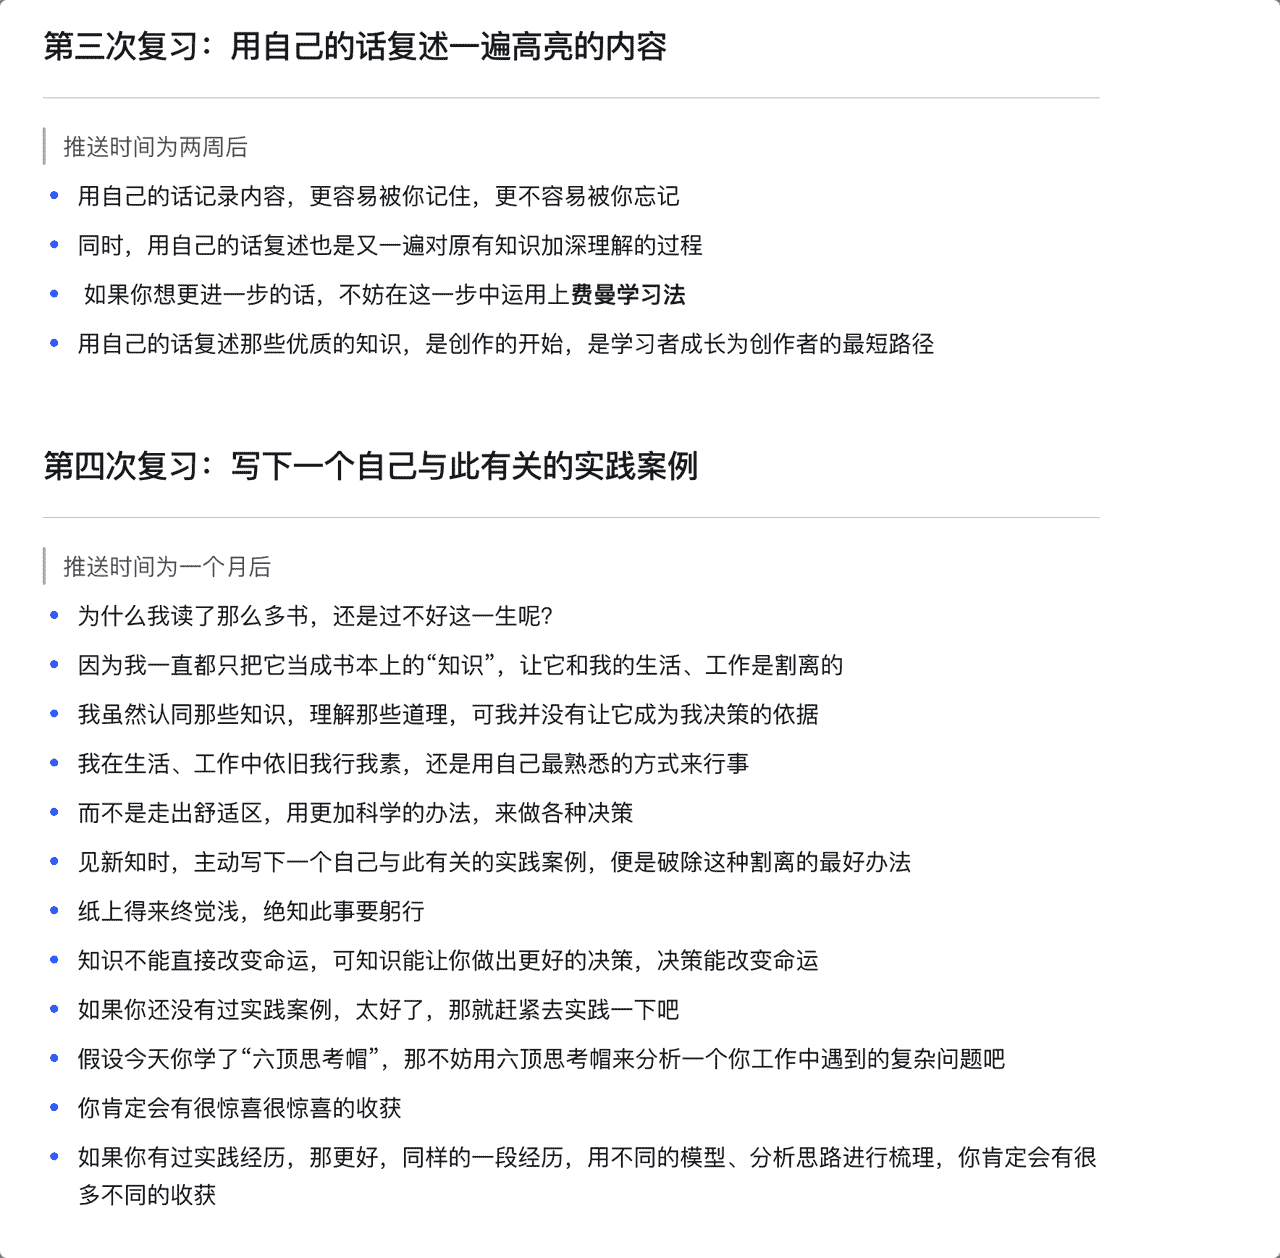 第三次复习：用自己的话复述一遍高亮的内容
推送时间为两周后
用自己的话记录内容，更容易被你记住，更不容易被你忘记
同时，用自己的话复述也是又一遍对原有知识加深理解的过程
如果你想更进一步的话，不妨在这一步中运用上费曼学习法
用自己的话复述那些优质的知识，是创作的开始，是学习者成长为创作者的最短路径
第四次复习：写下一个自己与此有关的实践案例
推送时间为一个月后
为什么我读了那么多书，还是过不好这一生呢？
因为我一直都只把它当成书本上的“知识”，让它和我的生活、工作是割离的
我虽然认同那些知识，理解那些道理，可我并没有让它成为我决策的依据
我在生活、工作中依旧我行我素，还是用自己最熟悉的方式来行事
而不是走出舒适区，用更加科学的办法，来做各种决策
见新知时，主动写下一个自己与此有关的实践案例，便是破除这种割离的最好办法
纸上得来终觉浅，绝知此事要躬行
知识不能直接改变命运，可知识能让你做出更好的决策，决策能改变命运
如果你还没有过实践案例，太好了，那就赶紧去实践一下吧
假设今天你学了“六顶思考帽”，那不妨用六顶思考帽来分析一个你工作中遇到的复杂问题吧
你肯定会有很惊喜很惊喜的收获
如果你有过实践经历，那更好，同样的一段经历，用不同的模型、分析思路进行梳理，你肯定会有很
多不同的收获